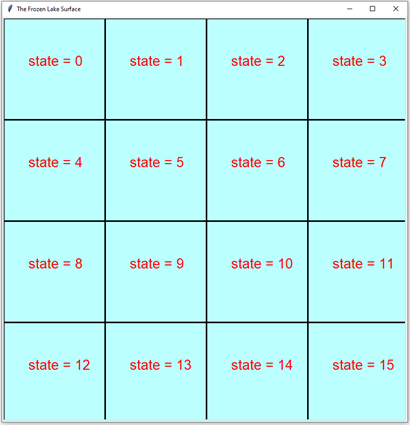 The Frozen Lake Surface
state = 0 state = 1 state = 2 state = 3
state = 4 state = 5 state = 6 state = 7
state = 8 state = 9 state = 10 state = 11
state = 12 state = 13 state = 14 state = 15